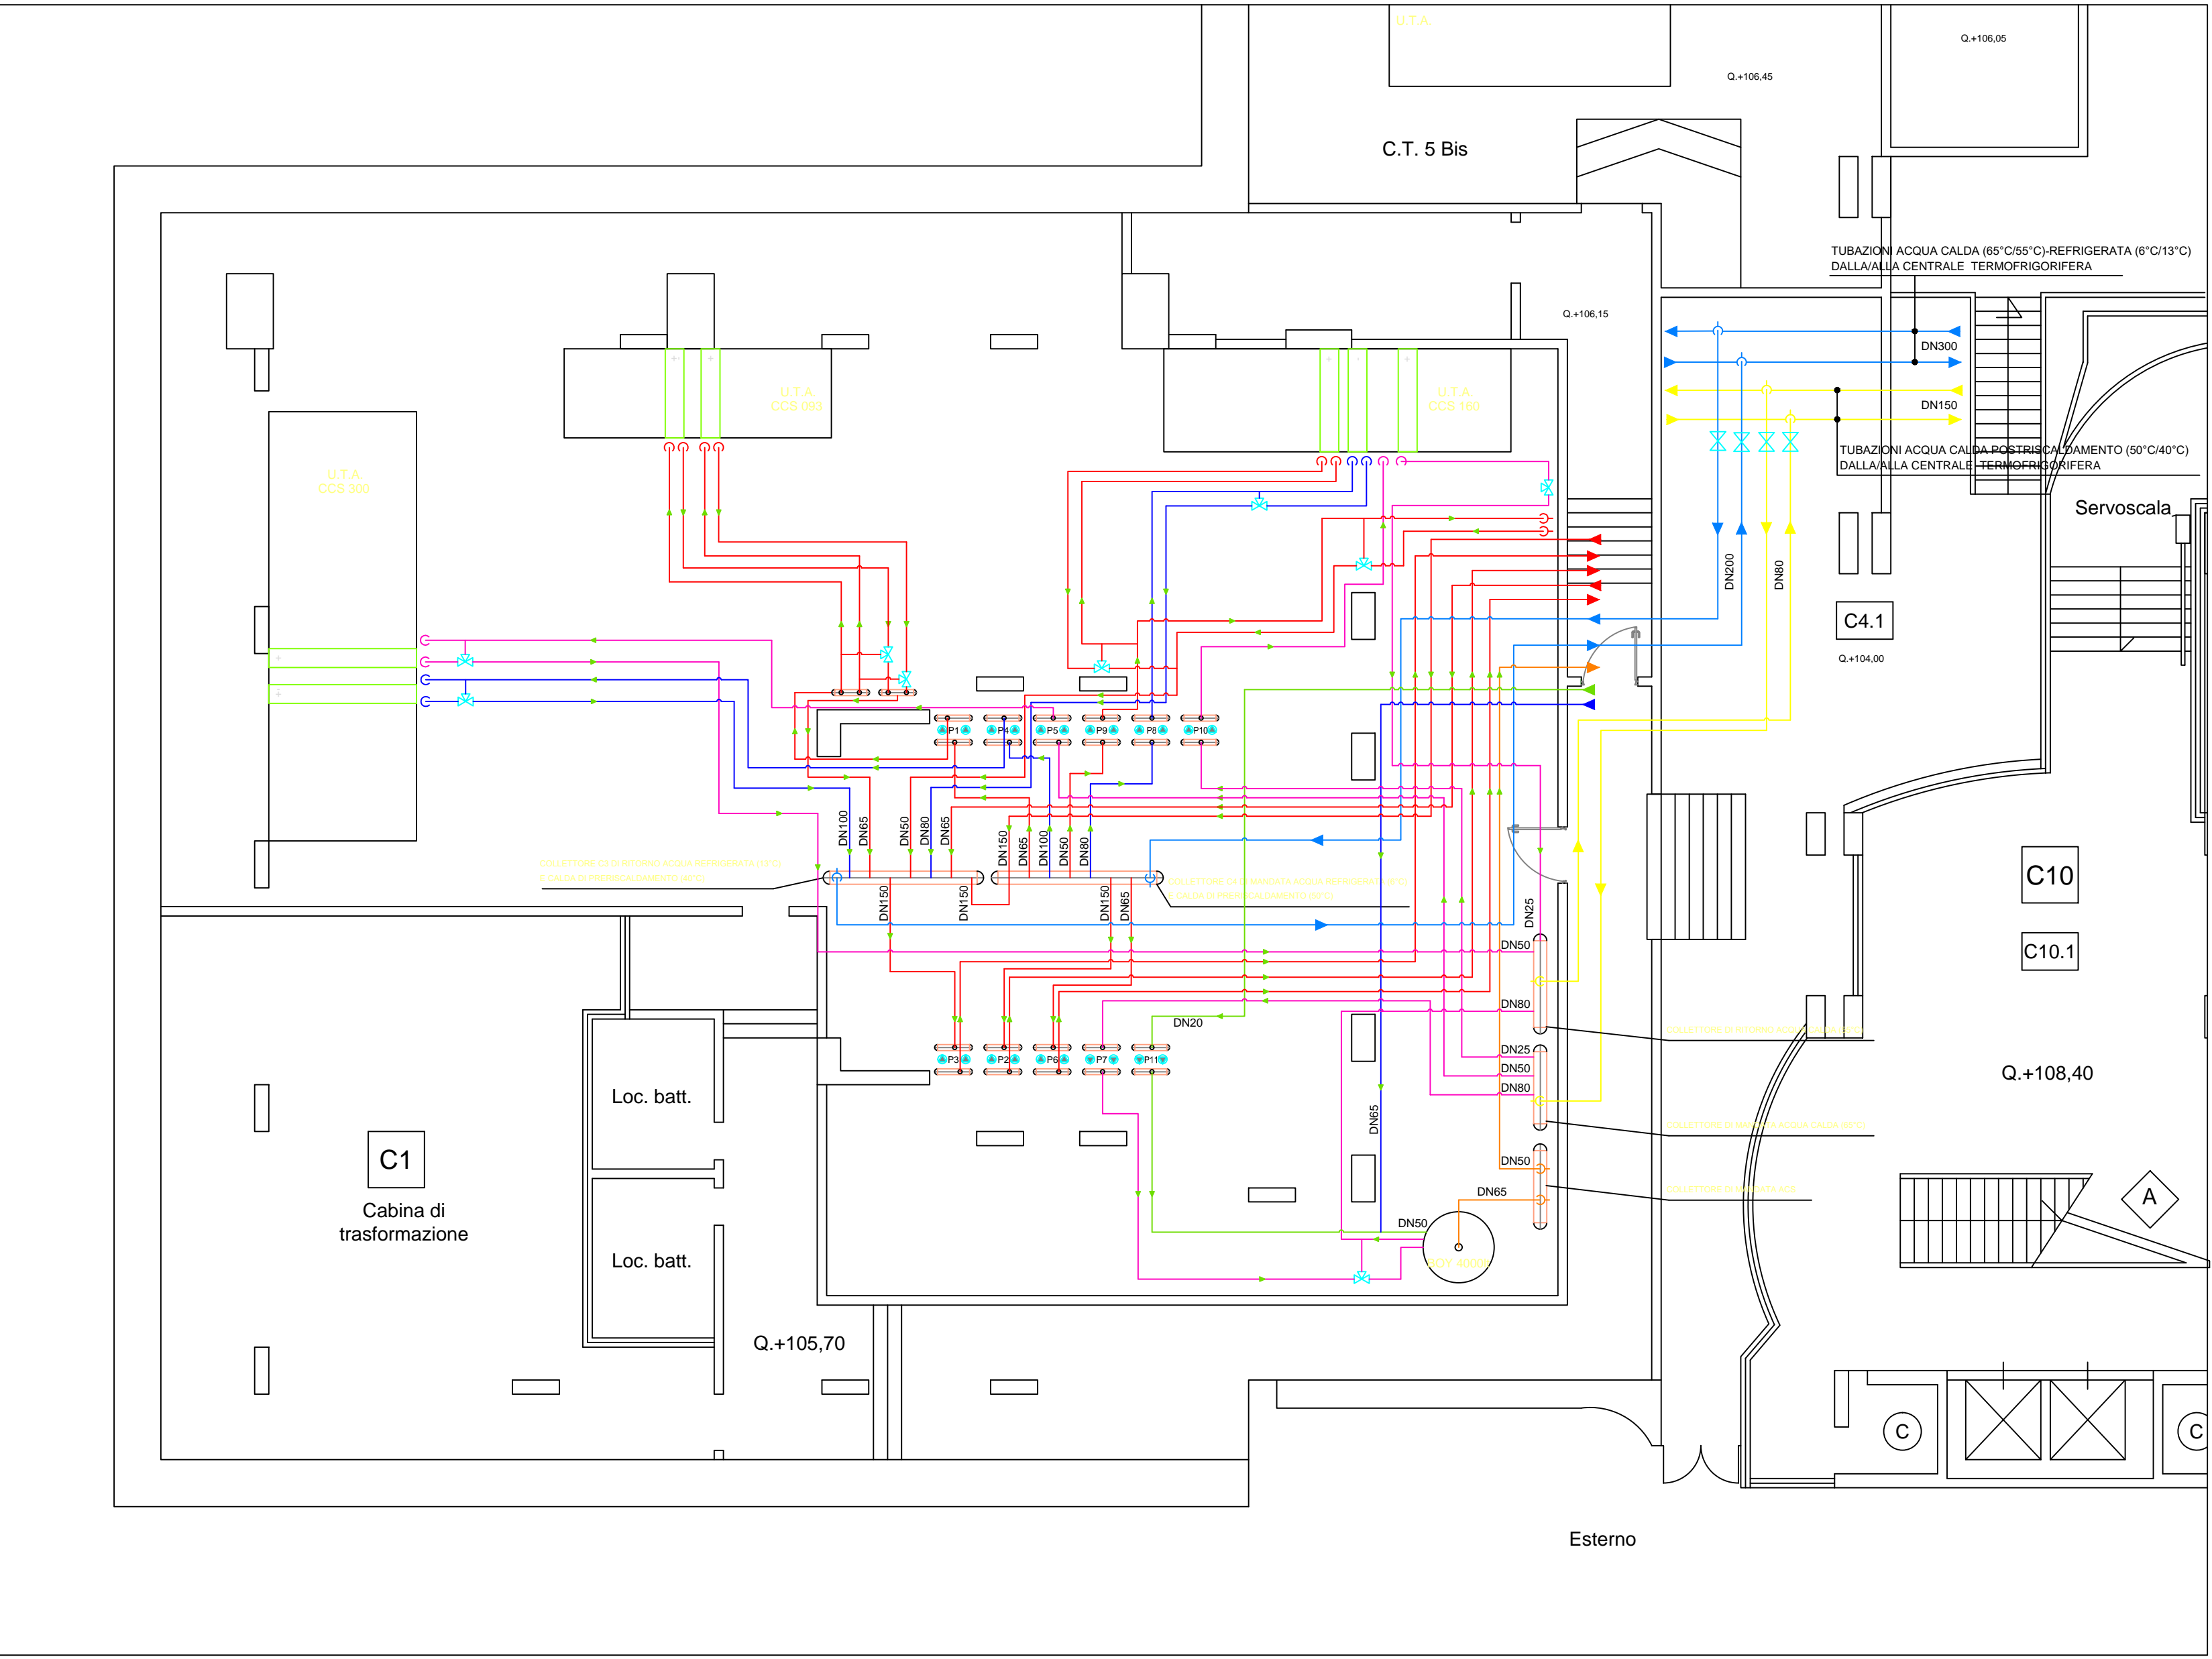 U.T.A.
Q.+106,05
Q.+106,45
C.T. 5 Bis
TUBAZIONI ACQUA CALDA (65°C/55°C)-REFRIGERATA (6°C/13°C)
DALLA/ALLA CENTRALE TERMOFRIGORIFERA
Q.+106,15
DN300
DN150
U.T.A.
CCS 093
U.T.A.
CCS 160
TUBAZIONI ACQUA CALDA POSTRISCALDAMENTO (50°C/40°C)
DALLA/ALLA CENTRALE TERMOFRIGORIFERA
U.T.A.
CCS 300
Servoscala
DN200
DN80
C4.1
Q.+104,00
P1
P4
P5
P9
P8
P10
DN100
DN65
DN50
DN80
DN65
DN150
DN65
DN100
DN50
DN80
C10
DN150
DN150
DN150
DN65
DN25
DN50
C10.1
DN80
DN20
DN25
DN50
DN80
P3
P2
P6
P7
P11
Q.+108,40
Loc. batt.
DN65
C1
DN50
DN65
A
Cabina di
trasformazione
DN50
Loc. batt.
Q.+105,70
C
C
Esterno